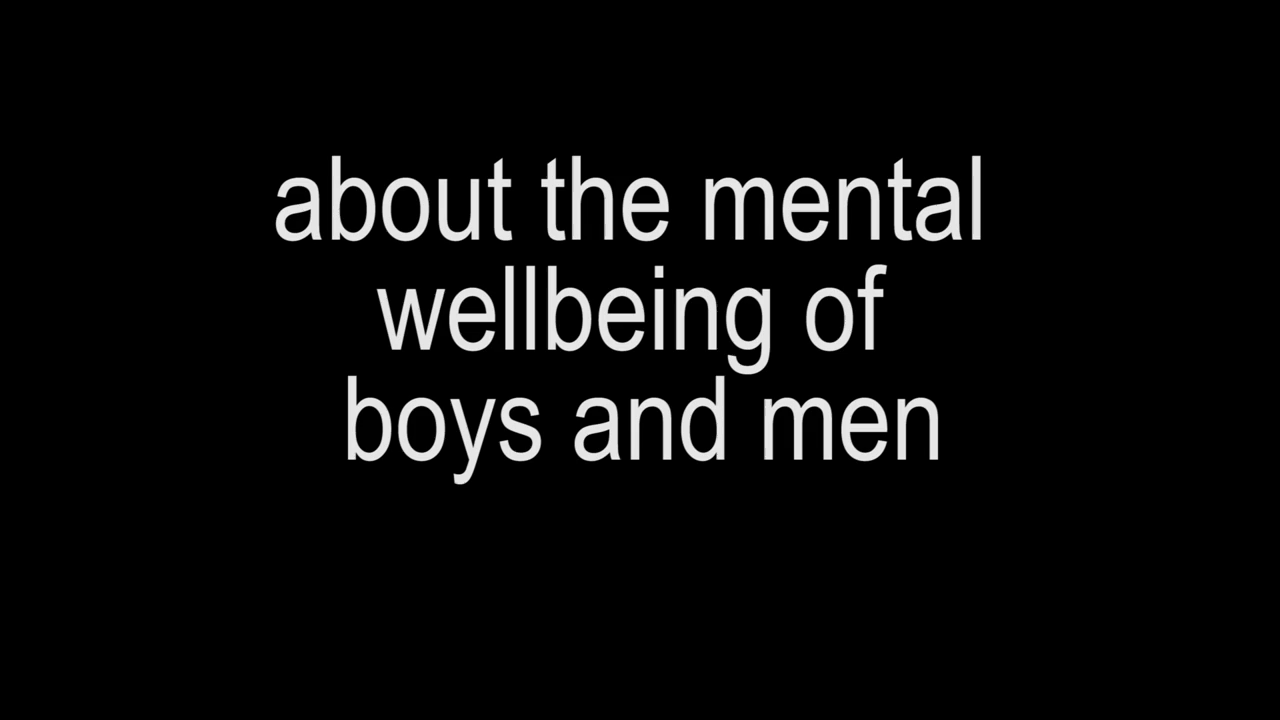 about the mental
wellbeing of
boys and men